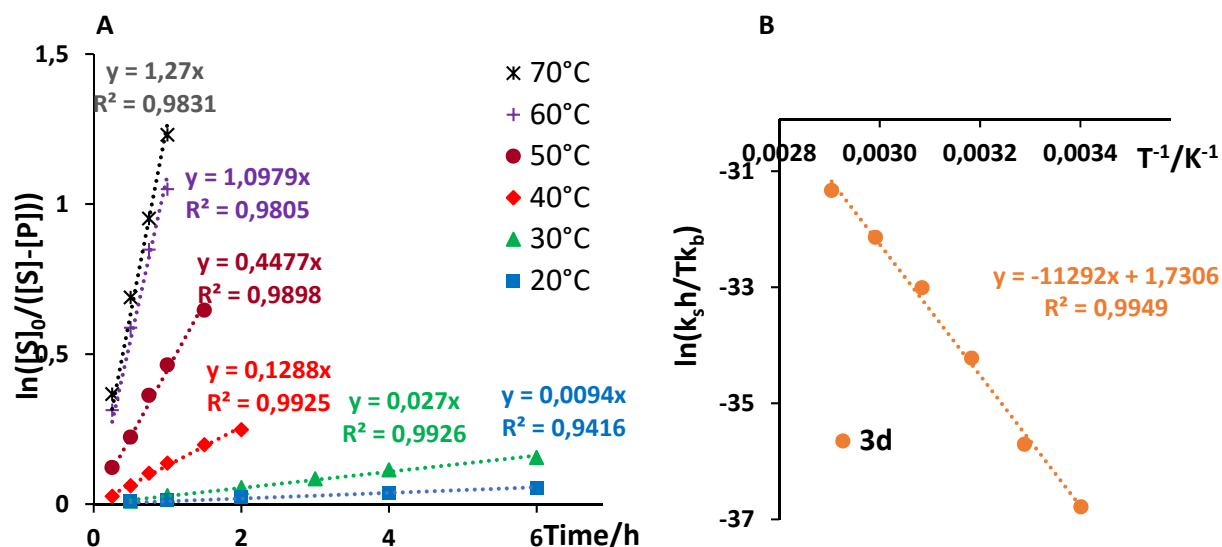 A
1,5
1
0,5
0
0
2
4
6
Time/h
ln([S]₀/([S]-[P]))
y = 1,27x
R² = 0,9831
y = 1,0979x
R² = 0,9805
y = 0,4477x
R² = 0,9898
y = 0,1288x
R² = 0,9925
y = 0,027x
R² = 0,9926
y = 0,0094x
R² = 0,9416
70°C
60°C
50°C
40°C
30°C
20°C
B
0,0028
0,0030
0,0032
0,0034
T⁻¹/K⁻¹
-31
-33
-35
-37
ln(kₛh/Tk_b)
y = -11292x + 1,7306
R² = 0,9949
3d